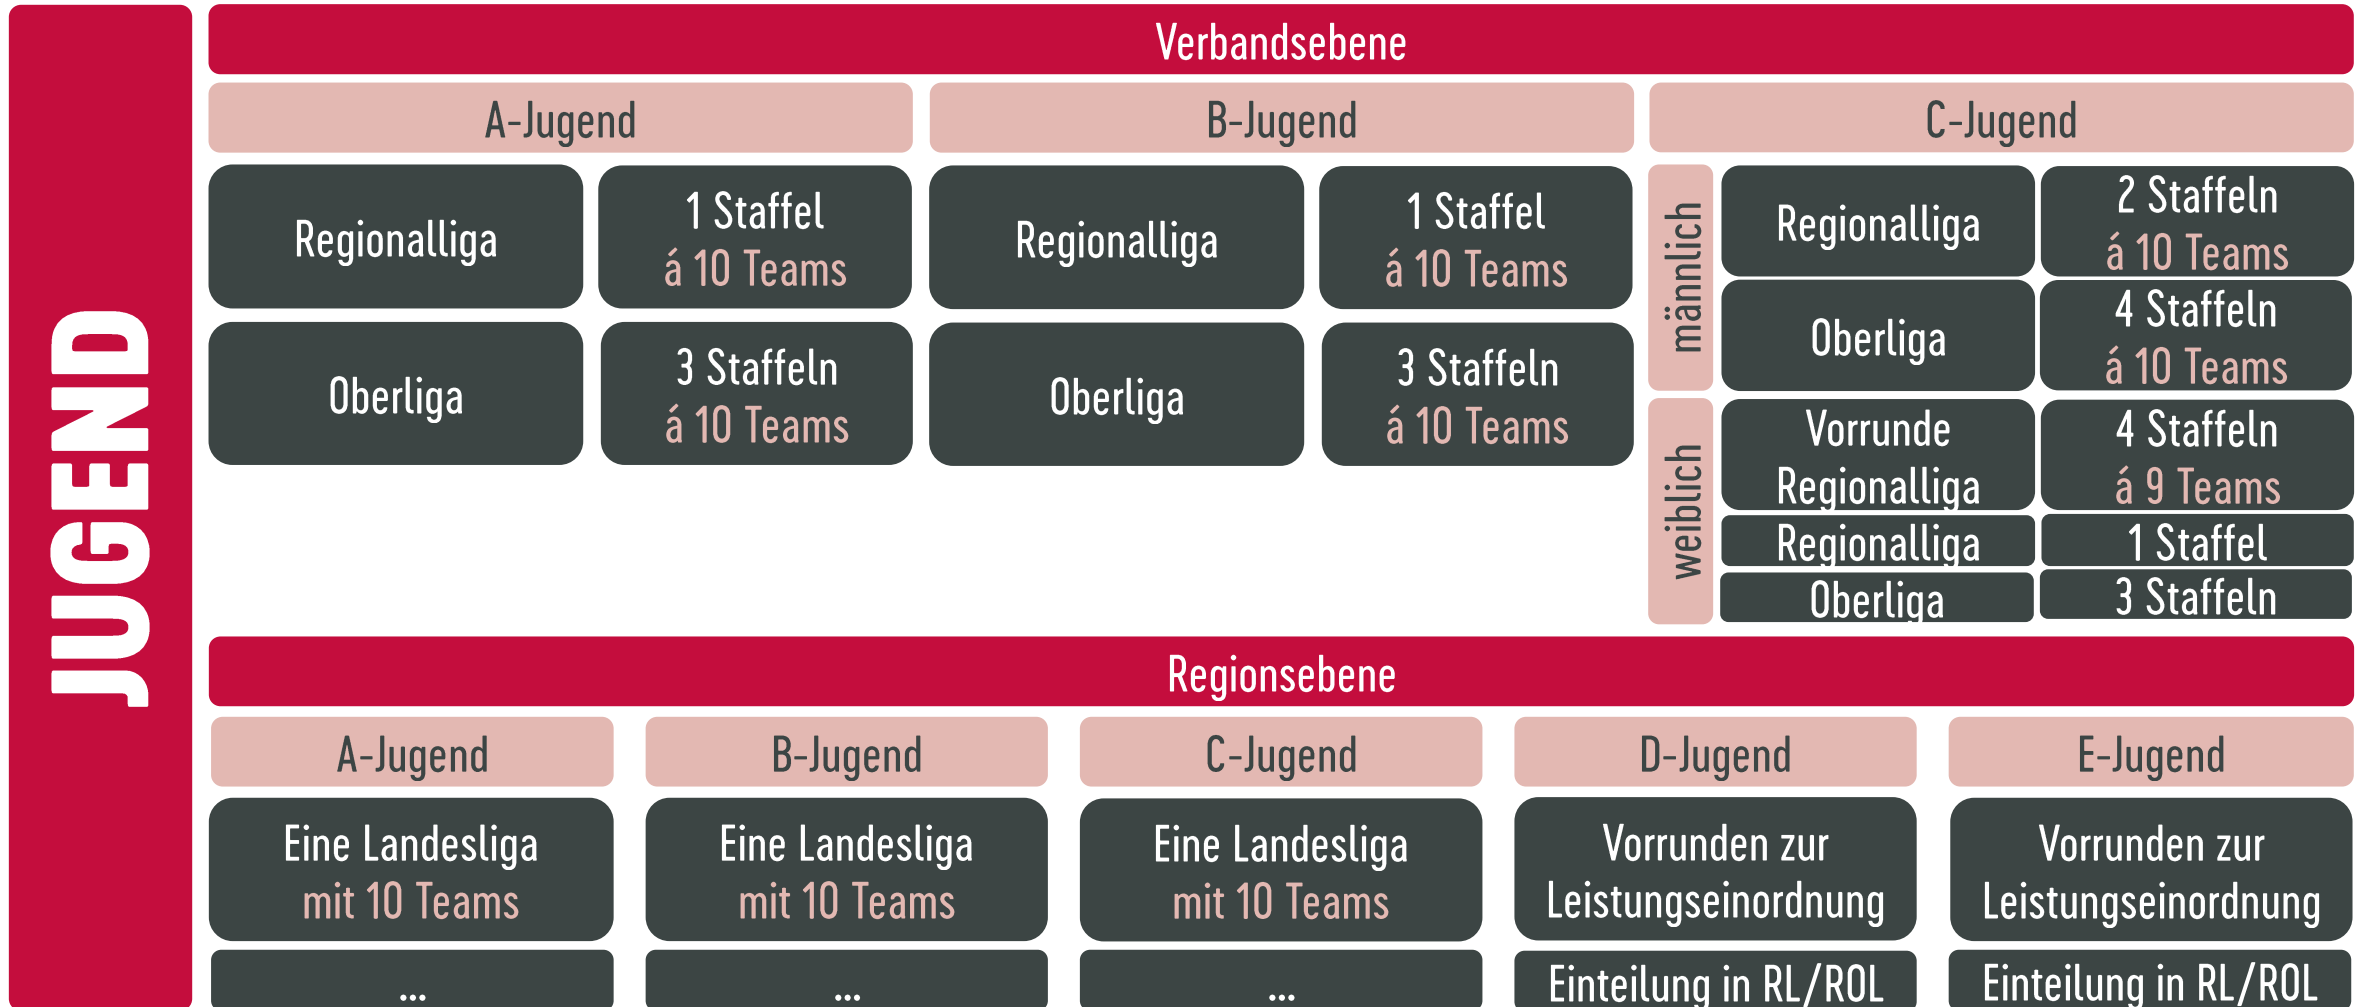 JUGEND
Verbandsebene
A-Jugend
Regionalliga
1 Staffel
á 10 Teams
Oberliga
3 Staffeln
á 10 Teams
B-Jugend
Regionalliga
1 Staffel
á 10 Teams
Oberliga
3 Staffeln
á 10 Teams
C-Jugend
männlich
Regionalliga
2 Staffeln
á 10 Teams
Oberliga
4 Staffeln
á 10 Teams
weiblich
Vorrunde
Regionalliga
4 Staffeln
á 9 Teams
Regionalliga
1 Staffel
Oberliga
3 Staffeln
Regionsebene
A-Jugend
Eine Landesliga
mit 10 Teams
...
B-Jugend
Eine Landesliga
mit 10 Teams
...
C-Jugend
Eine Landesliga
mit 10 Teams
...
D-Jugend
Vorrunden zur
Leistungseinordnung
Einteilung in RL/ROL
E-Jugend
Vorrunden zur
Leistungseinordnung
Einteilung in RL/ROL